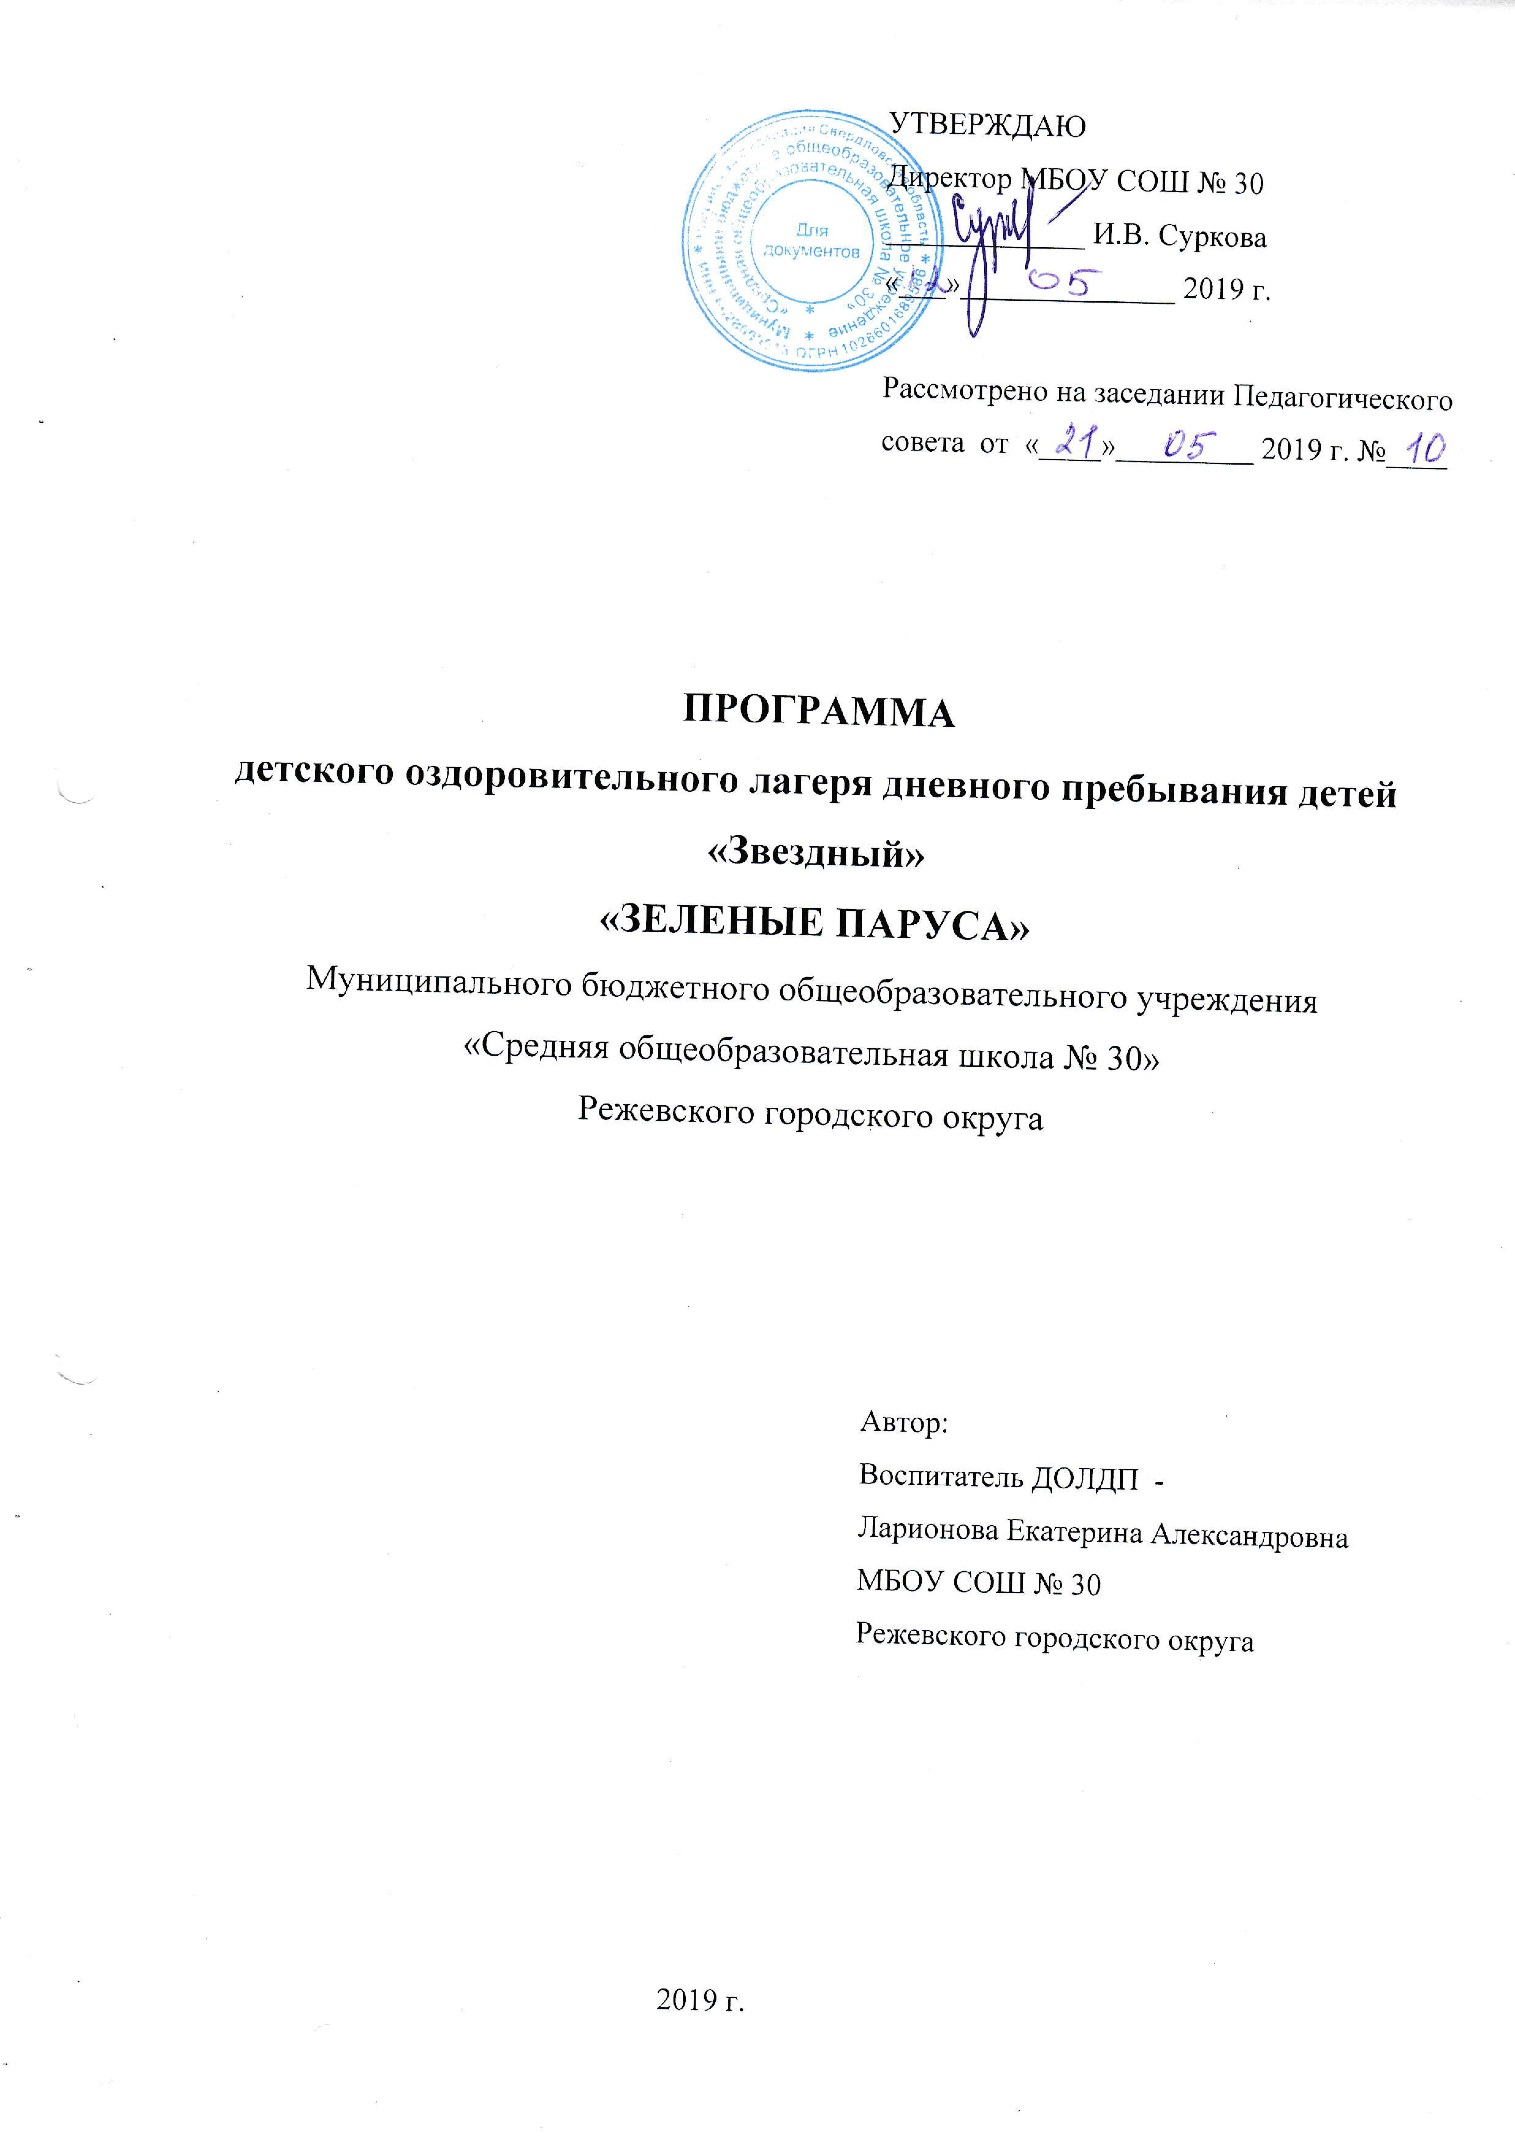 УТВЕРЖДАЮ
Директор МБОУ СОШ № 30
И.В. Суркова
« » 05 2019 г.
Для
документов
Рассмотрено на заседании Педагогического
совета от «21» 05 2019 г. № 10
ПРОГРАММА
детского оздоровительного лагеря дневного пребывания детей
«Звездный»
«ЗЕЛЕНЫЕ ПАРУСА»
Муниципального бюджетного общеобразовательного учреждения
«Средняя общеобразовательная школа № 30»
Режевского городского округа
Автор:
Воспитатель ДОЛДП -
Ларионова Екатерина Александровна
МБОУ СОШ № 30
Режевского городского округа
2019 г.